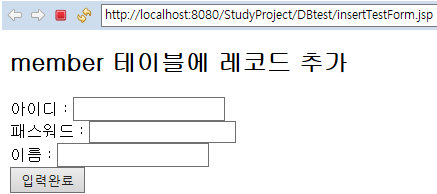 http://localhost:8080/StudyProject/DBtest/insertTestForm.jsp
member 테이블에 레코드 추가
아이디 :
패스워드 :
이름 :
입력완료